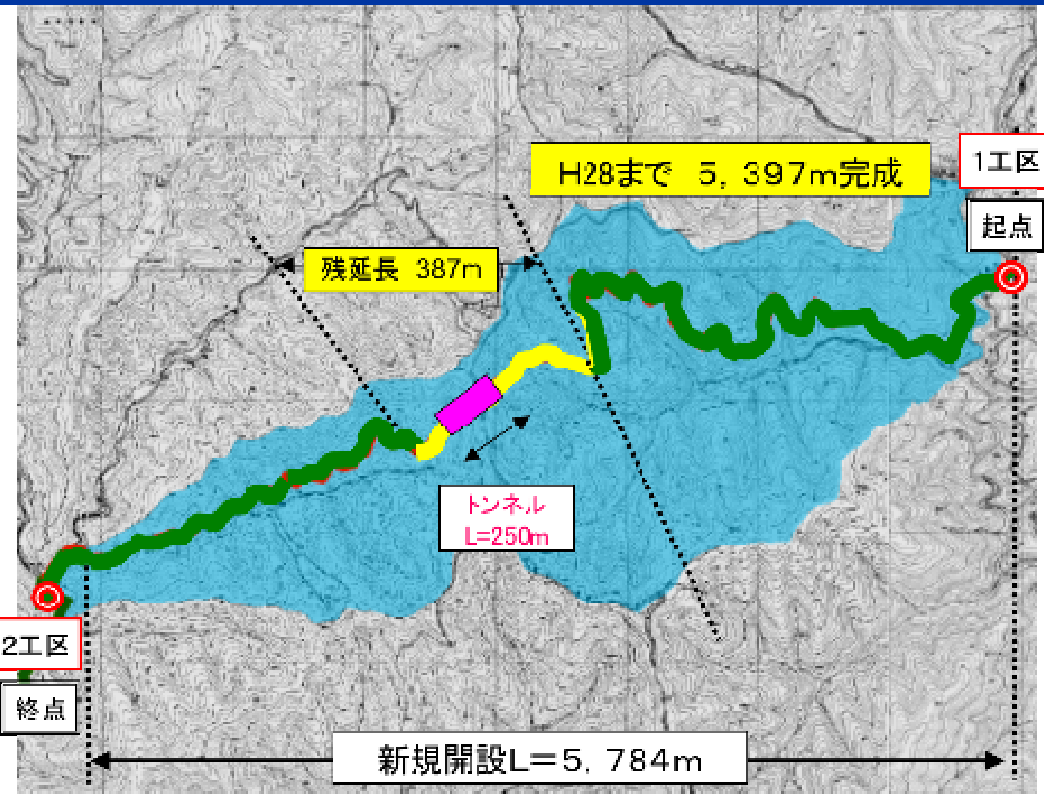 H28まで 5, 397m完成
1工区
起点
残延長 387m
トンネル
L=250m
2工区
終点
新規開設L=5, 784m